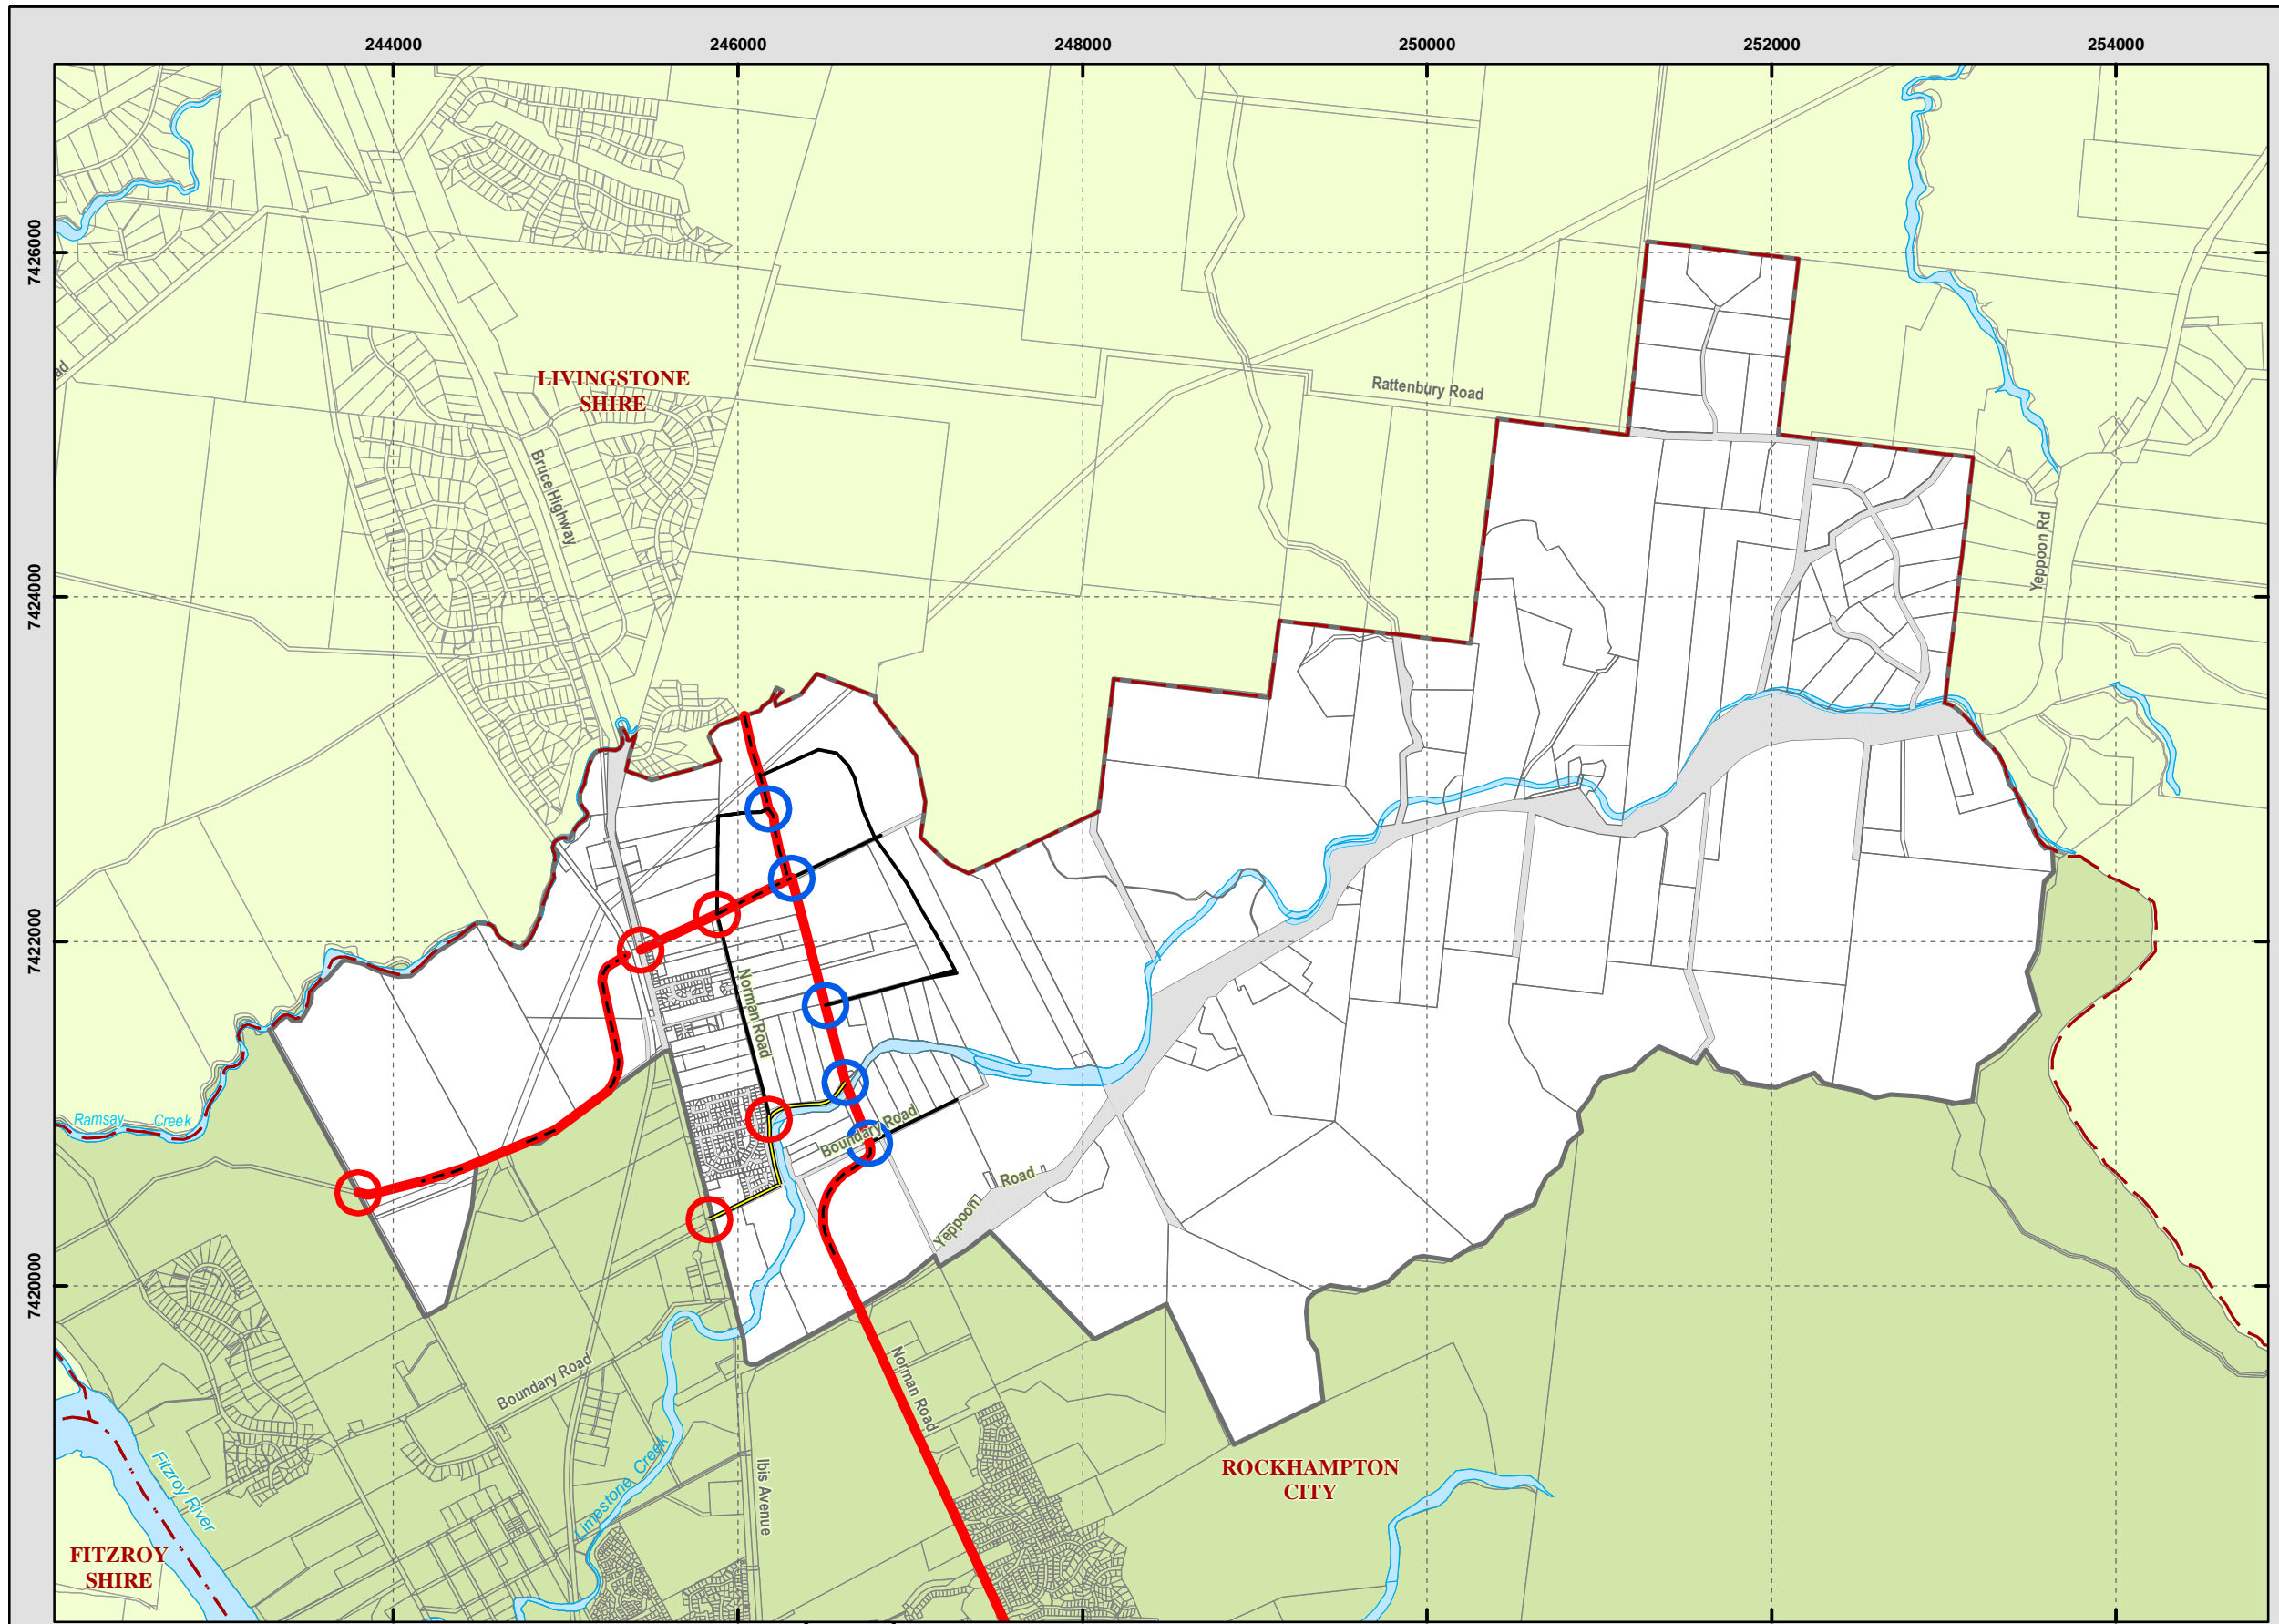 244000
246000
248000
250000
252000
254000
7426000
7424000
7422000
7420000
LIVINGSTONE
SHIRE
Rattenbury Road
ad
Bruce Highway
Yeppoon Rd
Norman Road
Boundary Road
Ramsay Creek
Yeppoon Road
Boundary Road
Norman Road
Limestone Creek
Ibis Avenue
Fitzroy River
ROCKHAMPTON
CITY
FITZROY
SHIRE